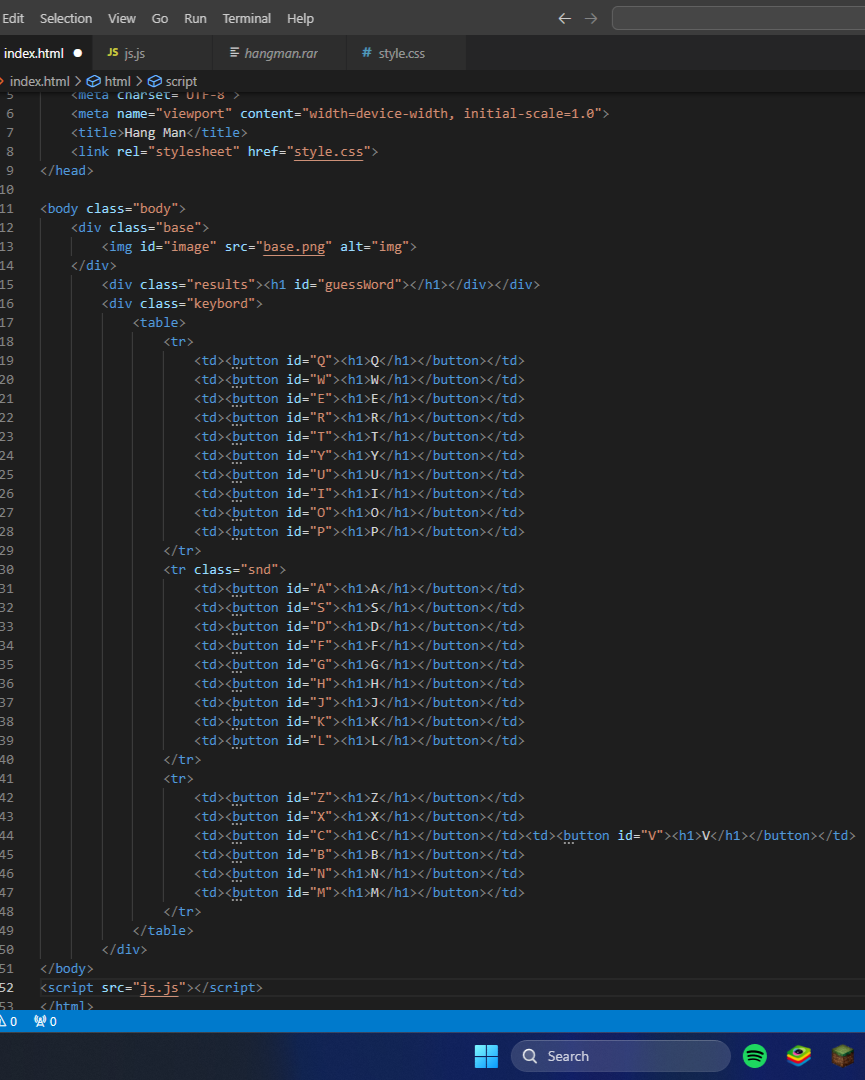 Edit Selection View Go Run Terminal Help
index.html JS js.js hangman.rar # style.css
index.html > html > script
5 <meta charset="UTF-8">
6 <meta name="viewport" content="width=device-width, initial-scale=1.0">
7 <title>Hang Man</title>
8 <link rel="stylesheet" href="style.css">
9 </head>
10
11 <body class="body">
12 <div class="base">
13 <img id="image" src="base.png" alt="img">
14 </div>
15 <div class="results"><h1 id="guessWord"></h1></div></div>
16 <div class="keybord">
17 <table>
18 <tr>
19 <td><button id="Q"><h1>Q</h1></button></td>
20 <td><button id="W"><h1>W</h1></button></td>
21 <td><button id="E"><h1>E</h1></button></td>
22 <td><button id="R"><h1>R</h1></button></td>
23 <td><button id="T"><h1>T</h1></button></td>
24 <td><button id="Y"><h1>Y</h1></button></td>
25 <td><button id="U"><h1>U</h1></button></td>
26 <td><button id="I"><h1>I</h1></button></td>
27 <td><button id="O"><h1>O</h1></button></td>
28 <td><button id="P"><h1>P</h1></button></td>
29 </tr>
30 <tr class="snd">
31 <td><button id="A"><h1>A</h1></button></td>
32 <td><button id="S"><h1>S</h1></button></td>
33 <td><button id="D"><h1>D</h1></button></td>
34 <td><button id="F"><h1>F</h1></button></td>
35 <td><button id="G"><h1>G</h1></button></td>
36 <td><button id="H"><h1>H</h1></button></td>
37 <td><button id="J"><h1>J</h1></button></td>
38 <td><button id="K"><h1>K</h1></button></td>
39 <td><button id="L"><h1>L</h1></button></td>
40 </tr>
41 <tr>
42 <td><button id="Z"><h1>Z</h1></button></td>
43 <td><button id="X"><h1>X</h1></button></td>
44 <td><button id="C"><h1>C</h1></button></td><td><button id="V"><h1>V</h1></button></td>
45 <td><button id="B"><h1>B</h1></button></td>
46 <td><button id="N"><h1>N</h1></button></td>
47 <td><button id="M"><h1>M</h1></button></td>
48 </tr>
49 </table>
50 </div>
51 </body>
52 <script src="js.js"></script>
53 </html>
0 0
Search